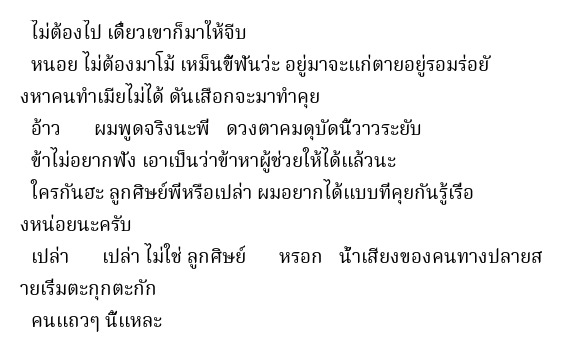 ไม่ต้องไป เดี๋ยวเขาก็มาให้จีบ
หนอย ไม่ต้องมาโม้ เหม็นขี้ฟันว่ะ อยู่มาจะแก่ตายอยู่รอมร่อยั
งหาคนทำเมียไม่ได้ ดันเสือกจะมาทำคุย
อ้าว ผมพูดจริงนะพี่ ดวงตาคมดุบัดนี้วาวระยับ
ข้าไม่อยากฟัง เอาเป็นว่าข้าหาผู้ช่วยให้ได้แล้วนะ
ใครกันฮะ ลูกศิษย์พี่หรือเปล่า ผมอยากได้แบบที่คุยกันรู้เรื่อ
งหน่อยนะครับ
เปล่า เปล่า ไม่ใช่ ลูกศิษย์ หรอก น้ำเสียงของคนทางปลายส
ายเริ่มตะกุกตะกัก
คนแถวๆ นี้แหละ